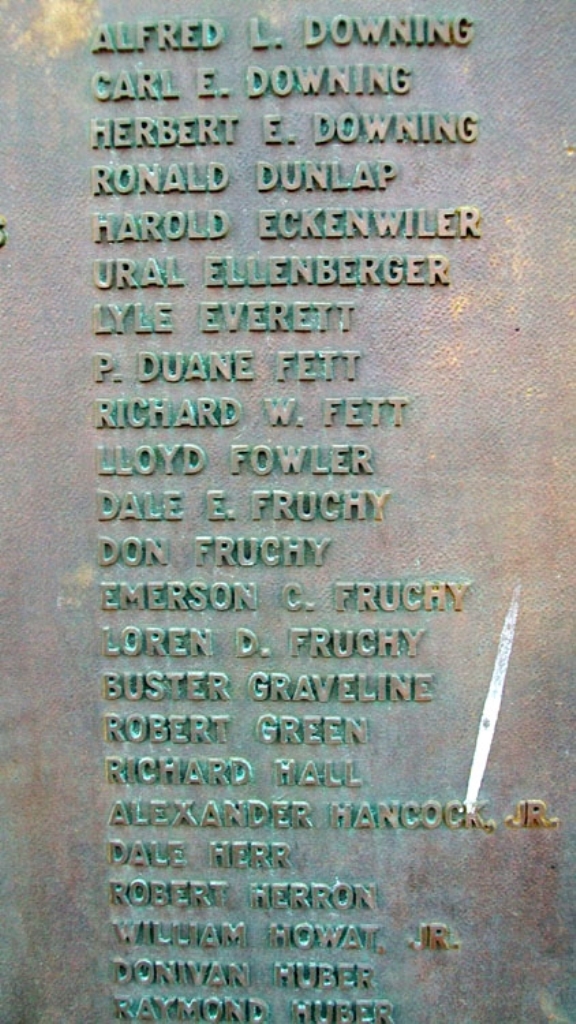 ALFRED L. DOWNING
CARL E. DOWNING
HERBERT E. DOWNING
RONALD DUNLAP
HAROLD ECKENWILER
URAL ELLENBERGER
LYLE EVERETT
P. DUANE FETT
RICHARD W. FETT
LLOYD FOWLER
DALE E. FRUCHY
DON FRUCHY
EMERSON C. FRUCHY
LOREN D. FRUCHY
BUSTER GRAVELINE
ROBERT GREEN
RICHARD HALL
ALEXANDER HANCOCK, JR.
DALE HERR
ROBERT HERRON
WILLIAM HOWAT, JR.
DONIVAN HUBER
RAYMOND HUBER